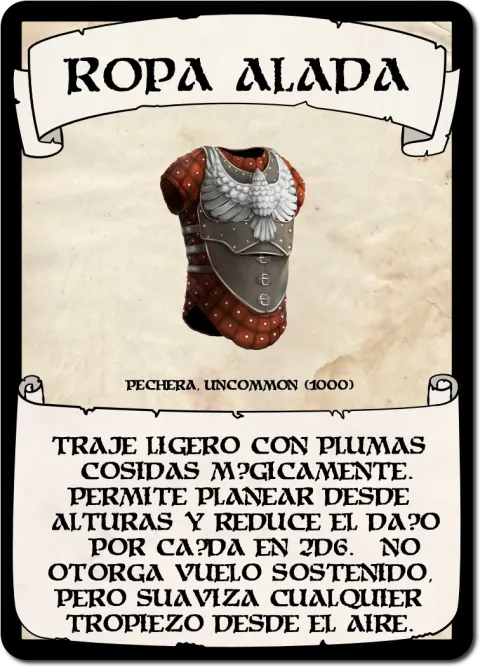 ROPA ALADA
PECHERA, UNCOMMON (1000)
TRAJE LIGERO CON PLUMAS
COSIDAS M?GICAMENTE.
PERMITE PLANEAR DESDE
ALTURAS Y REDUCE EL DA?O
POR CA?DA EN 2D6. NO
OTORGA VUELO SOSTENIDO,
PERO SUAVIZA CUALQUIER
TROPIEZO DESDE EL AIRE.